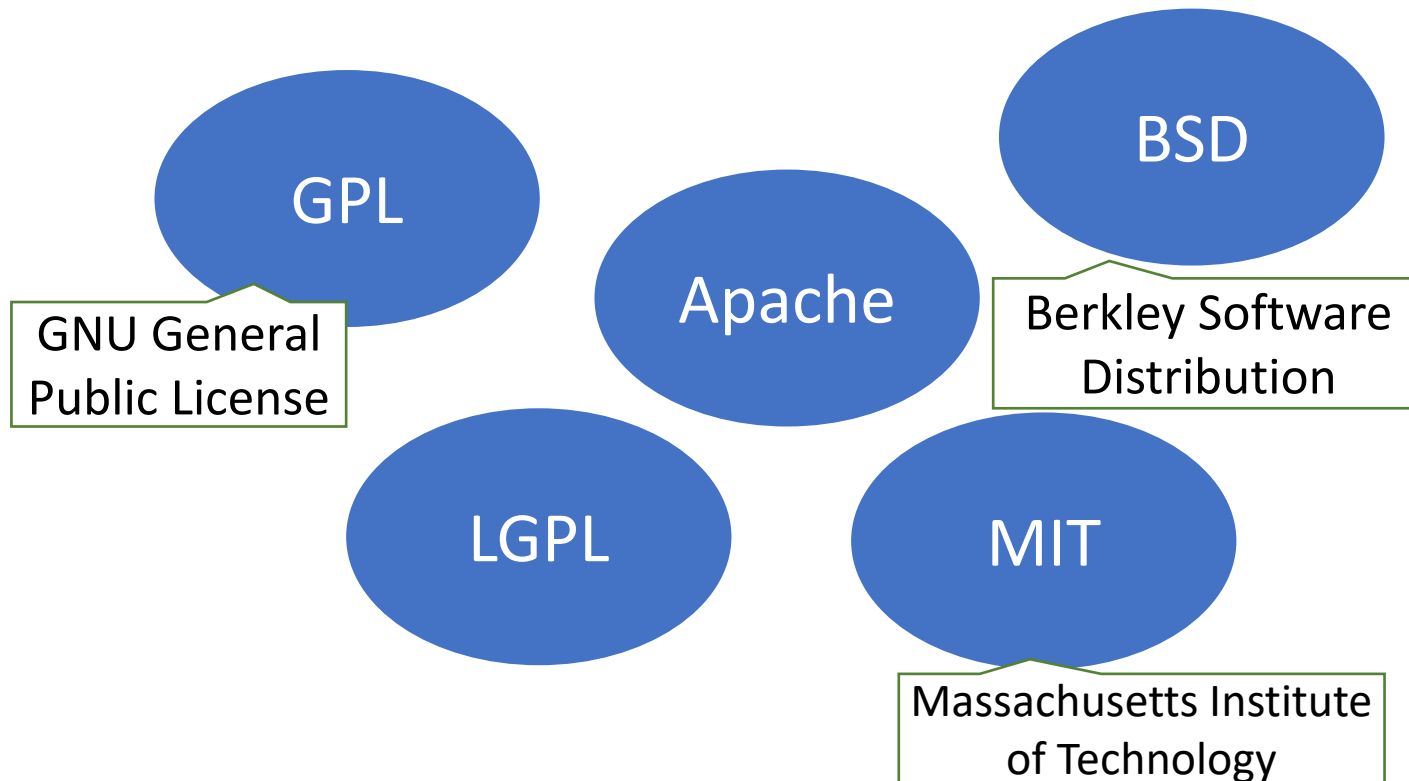 BSD
GPL
Apache
Berkley Software
Distribution
GNU General
Public License
LGPL
MIT
Massachusetts Institute
of Technology